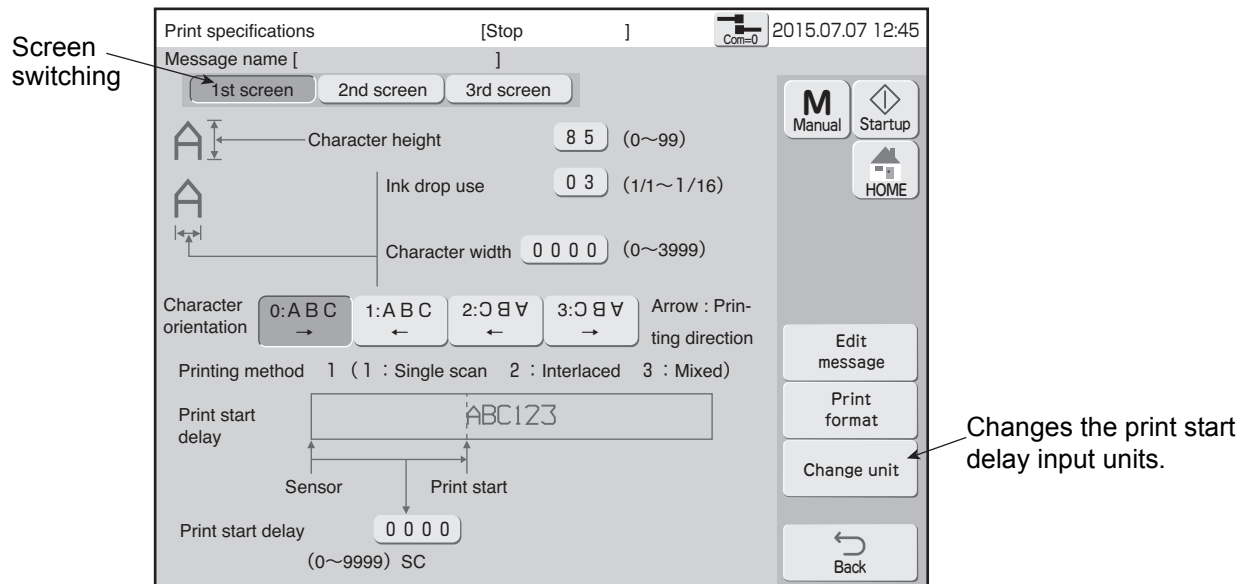 Print specifications [Stop ] Com=0 2015.07.07 12:45
Screen
switching
Message name [ ]
1st screen 2nd screen 3rd screen
M
Manual Startup
HOME
A Character height 8 5 (0～99)
A Ink drop use 0 3 (1/1～1/16)
Character width 0 0 0 0 (0～3999)
Character
orientation
0:A B C → 1:A B C ← 2:Ɔ B ∀ ← 3:Ɔ B ∀ →
Arrow : Prin-
ting direction
Printing method 1 (1 : Single scan 2 : Interlaced 3 : Mixed)
Print start
delay
ABC123
Sensor Print start
Print start delay 0 0 0 0
(0～9999) SC
Edit
message
Print
format
Change unit
Back
Changes the print start
delay input units.